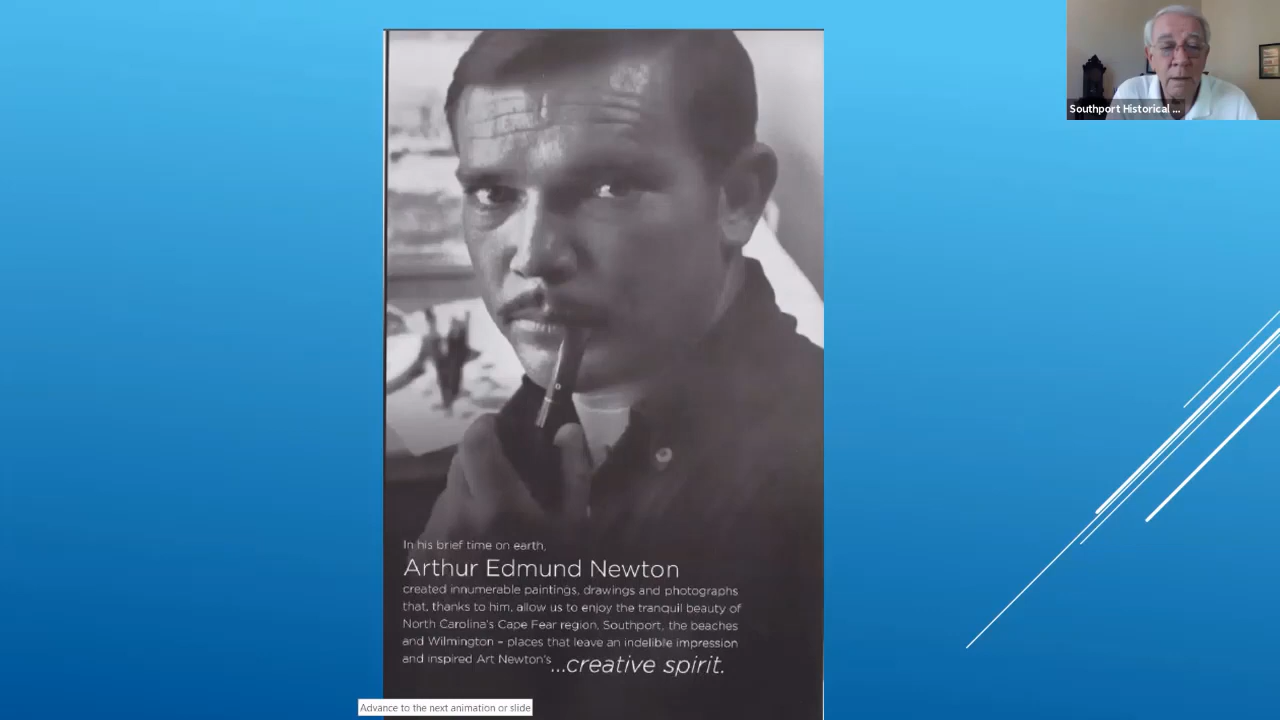 Southport Historical ...
In his brief time on earth,
Arthur Edmund Newton
created innumerable paintings, drawings and photographs
that, thanks to him, allow us to enjoy the tranquil beauty of
North Carolina's Cape Fear region, Southport, the beaches
and Wilmington – places that leave an indelible impression
and inspired Art Newton's ...creative spirit.
Advance to the next animation or slide